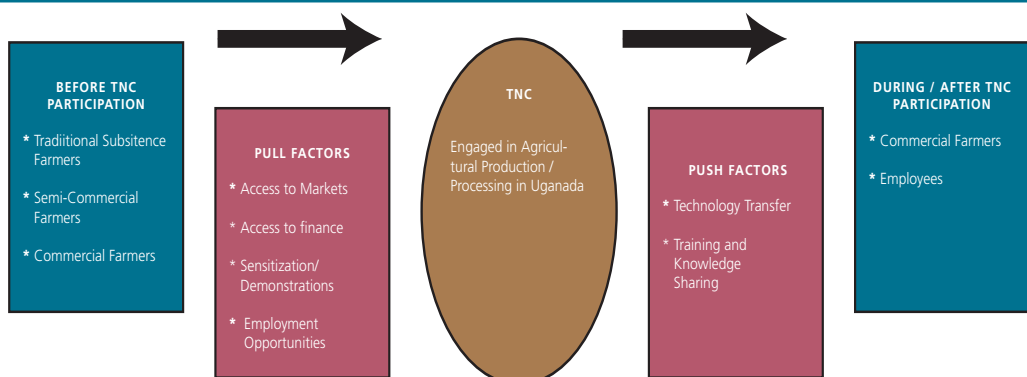 BEFORE TNC
PARTICIPATION
* Tradiitional Subsitence
Farmers
* Semi-Commercial
Farmers
* Commercial Farmers
PULL FACTORS
* Access to Markets
* Access to finance
* Sensitization/
Demonstrations
* Employment
Opportunities
TNC
Engaged in Agricul-
tural Production /
Processing in Uganada
PUSH FACTORS
* Technology Transfer
* Training and
Knowledge
Sharing
DURING / AFTER TNC
PARTICIPATION
* Commercial Farmers
* Employees